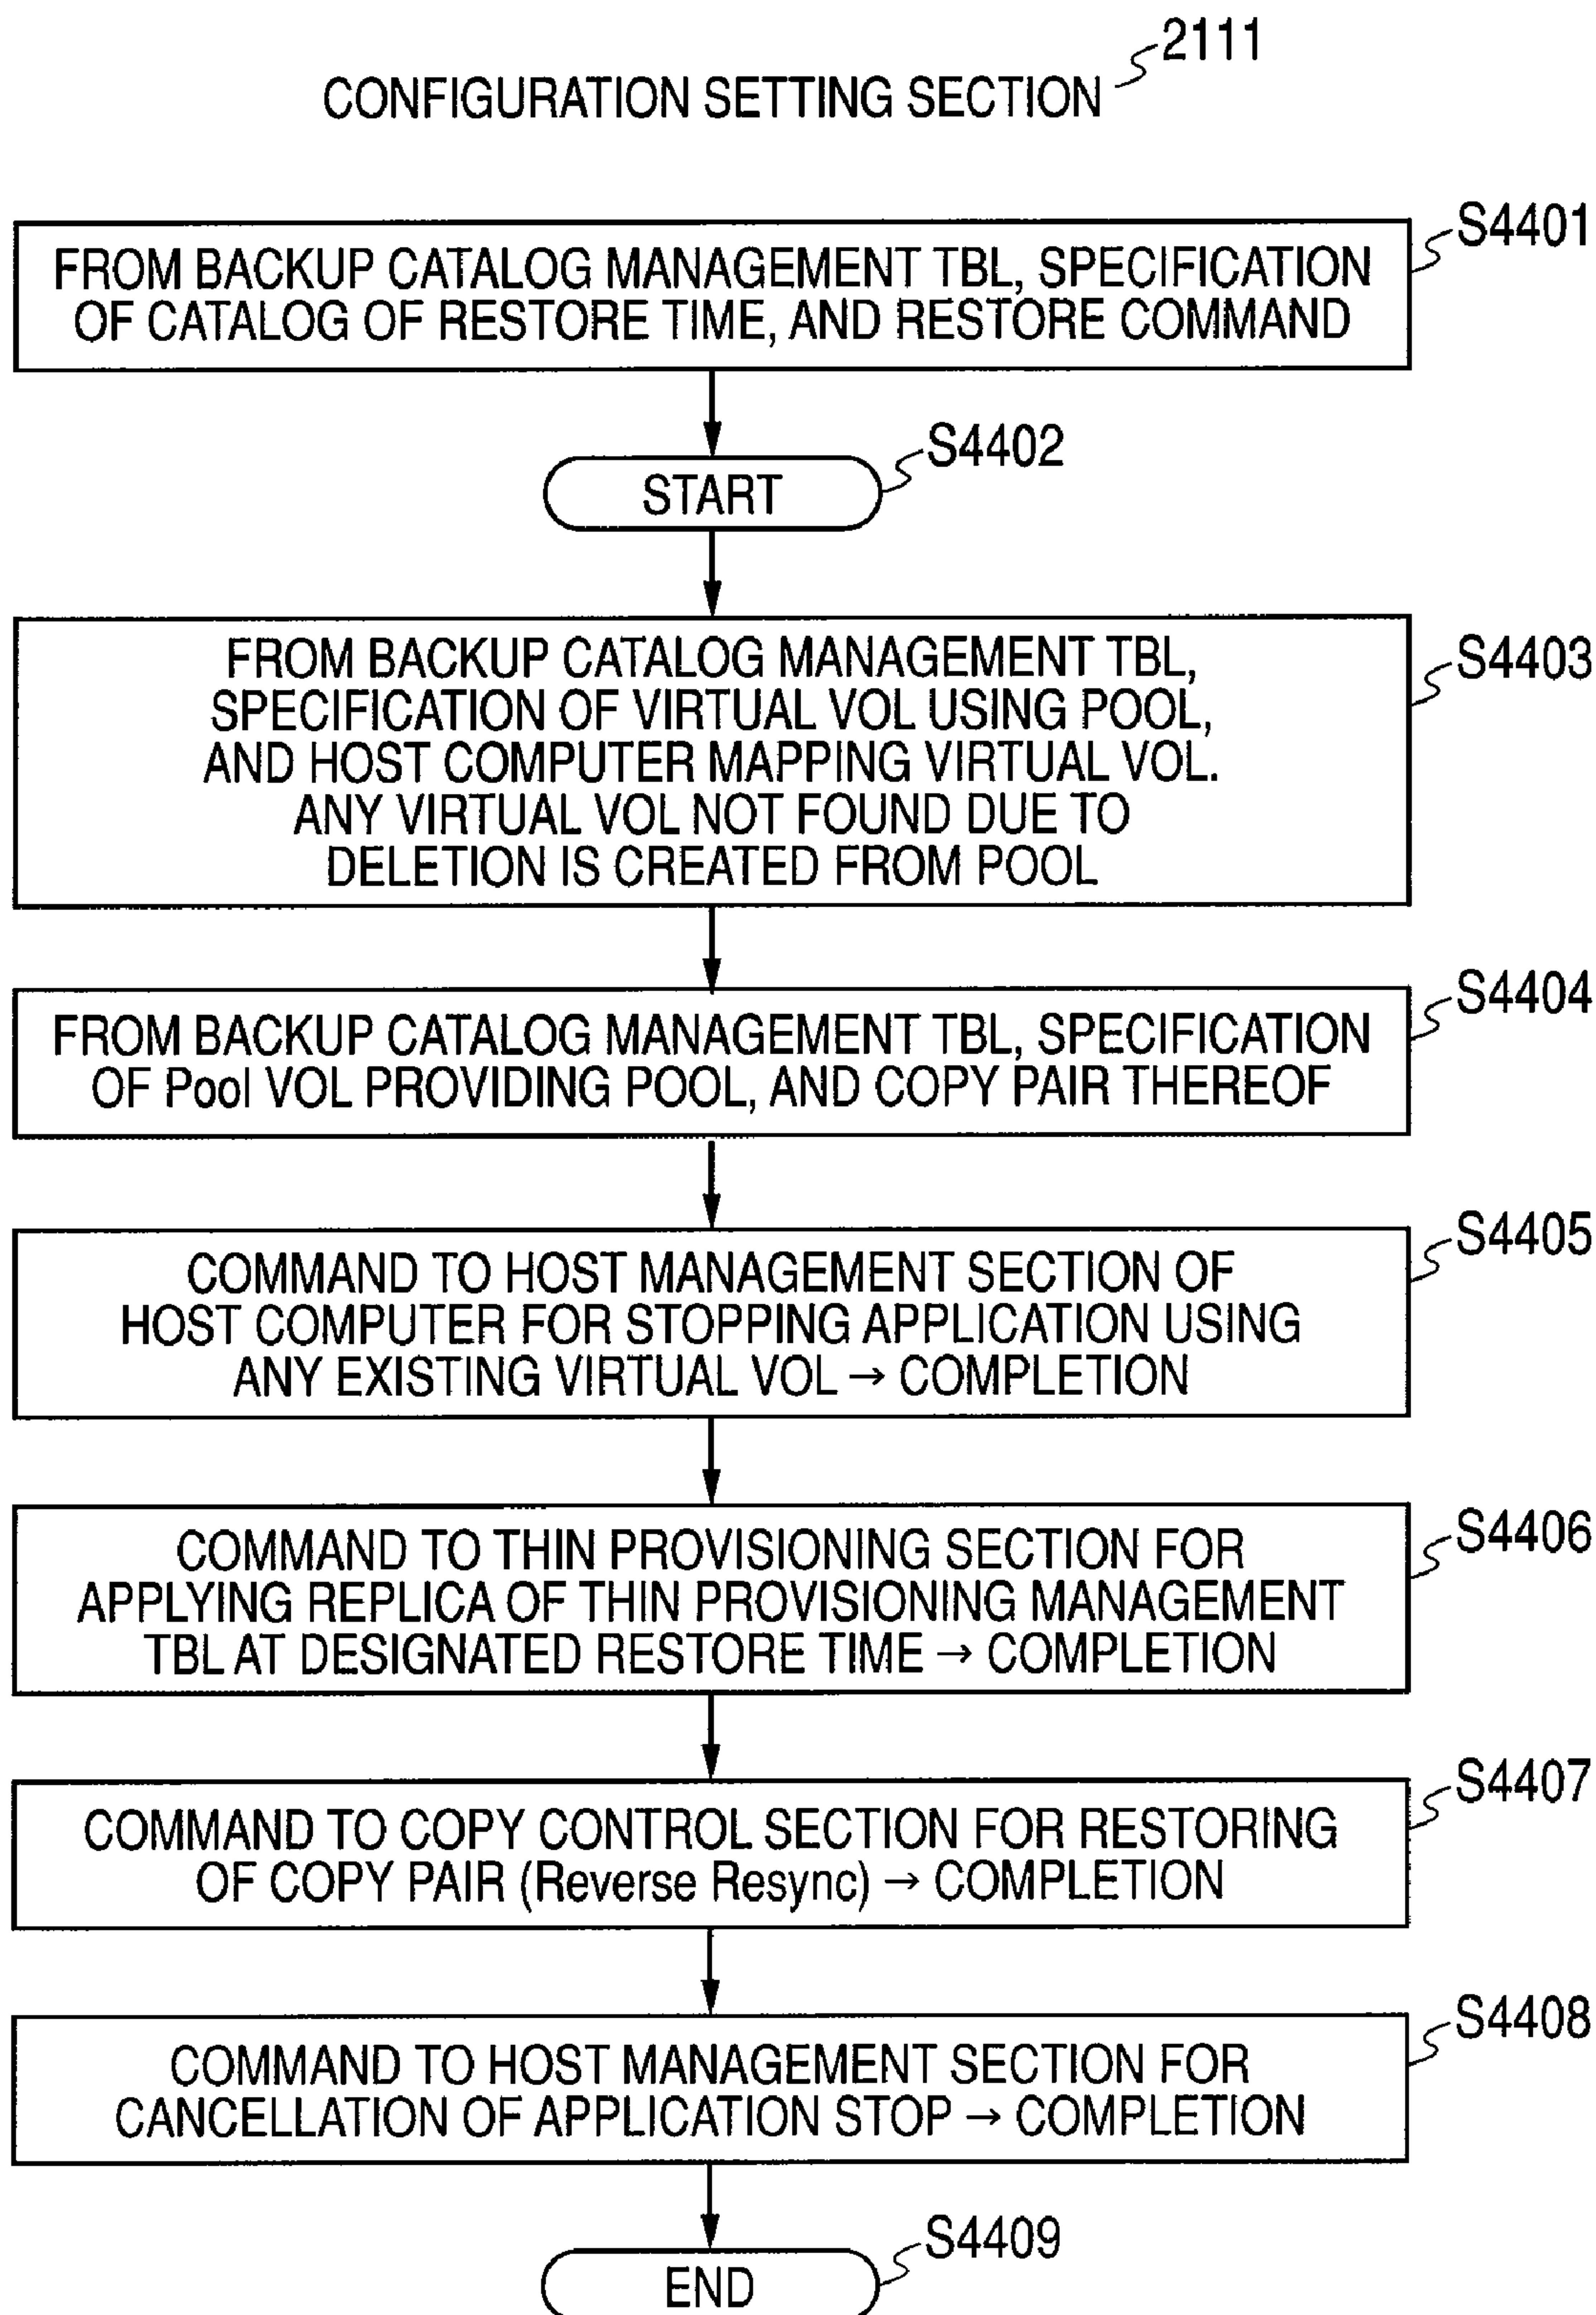 2111
CONFIGURATION SETTING SECTION
S4401
FROM BACKUP CATALOG MANAGEMENT TBL, SPECIFICATION
OF CATALOG OF RESTORE TIME, AND RESTORE COMMAND
S4402
START
S4403
FROM BACKUP CATALOG MANAGEMENT TBL,
SPECIFICATION OF VIRTUAL VOL USING POOL,
AND HOST COMPUTER MAPPING VIRTUAL VOL.
ANY VIRTUAL VOL NOT FOUND DUE TO
DELETION IS CREATED FROM POOL
S4404
FROM BACKUP CATALOG MANAGEMENT TBL, SPECIFICATION
OF Pool VOL PROVIDING POOL, AND COPY PAIR THEREOF
S4405
COMMAND TO HOST MANAGEMENT SECTION OF
HOST COMPUTER FOR STOPPING APPLICATION USING
ANY EXISTING VIRTUAL VOL → COMPLETION
S4406
COMMAND TO THIN PROVISIONING SECTION FOR
APPLYING REPLICA OF THIN PROVISIONING MANAGEMENT
TBL AT DESIGNATED RESTORE TIME → COMPLETION
S4407
COMMAND TO COPY CONTROL SECTION FOR RESTORING
OF COPY PAIR (Reverse Resync) → COMPLETION
S4408
COMMAND TO HOST MANAGEMENT SECTION FOR
CANCELLATION OF APPLICATION STOP → COMPLETION
S4409
END